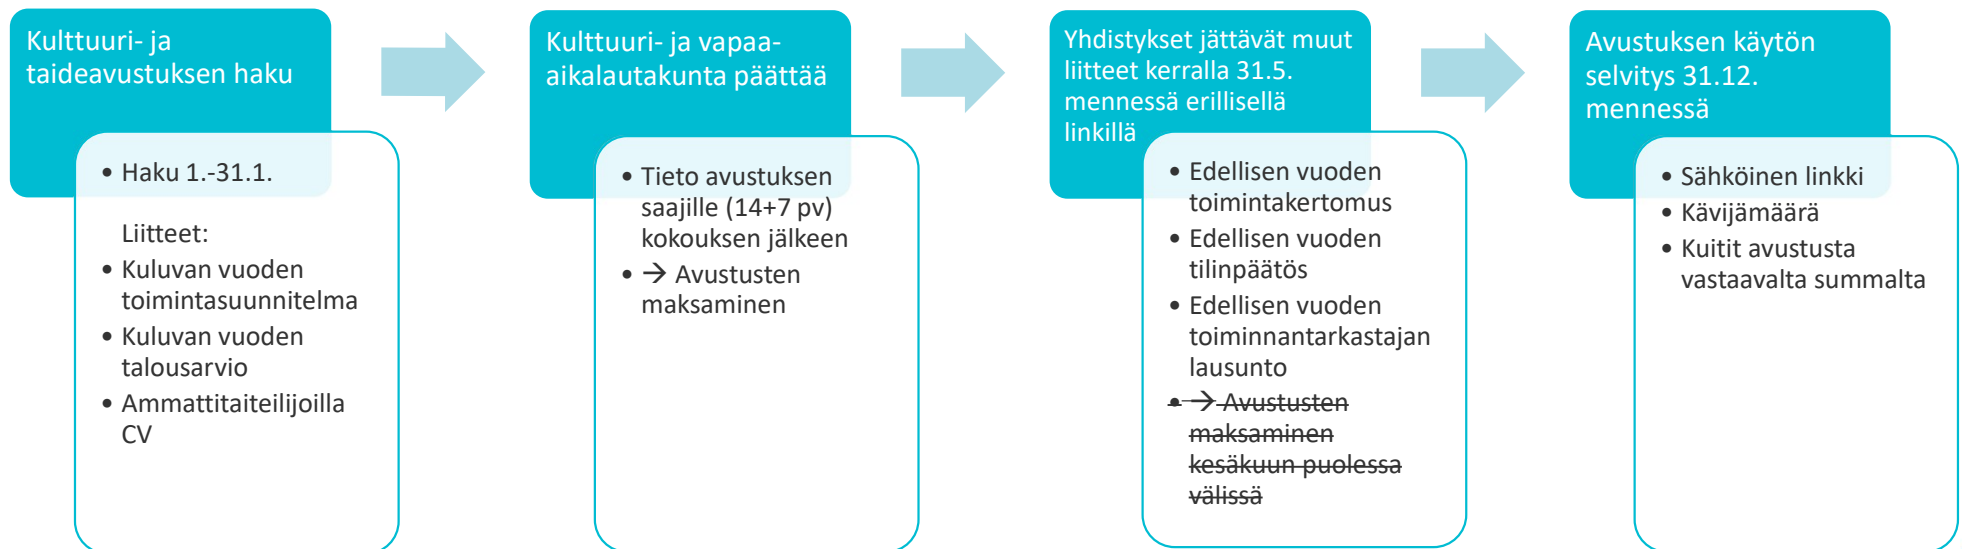 Kulttuuri- ja
taideavustuksen haku
• Haku 1.-31.1.
Liitteet:
• Kuluvan vuoden
toimintasuunnitelma
• Kuluvan vuoden
talousarvio
• Ammattitaiteilijoilla
CV
Kulttuuri- ja vapaa-
aikalautakunta päättää
• Tieto avustuksen
saajille (14+7 pv)
kokouksen jälkeen
• → Avustusten
maksaminen
Yhdistykset jättävät muut
liitteet kerralla 31.5.
mennessä erillisellä
linkillä
• Edellisen vuoden
toimintakertomus
• Edellisen vuoden
tilinpäätös
• Edellisen vuoden
toiminnantarkastajan
lausunto
• → Avustusten
maksaminen
kesäkuun puolessa
välissä
Avustuksen käytön
selvitys 31.12.
mennessä
• Sähköinen linkki
• Kävijämäärä
• Kuitit avustusta
vastaavalta summalta